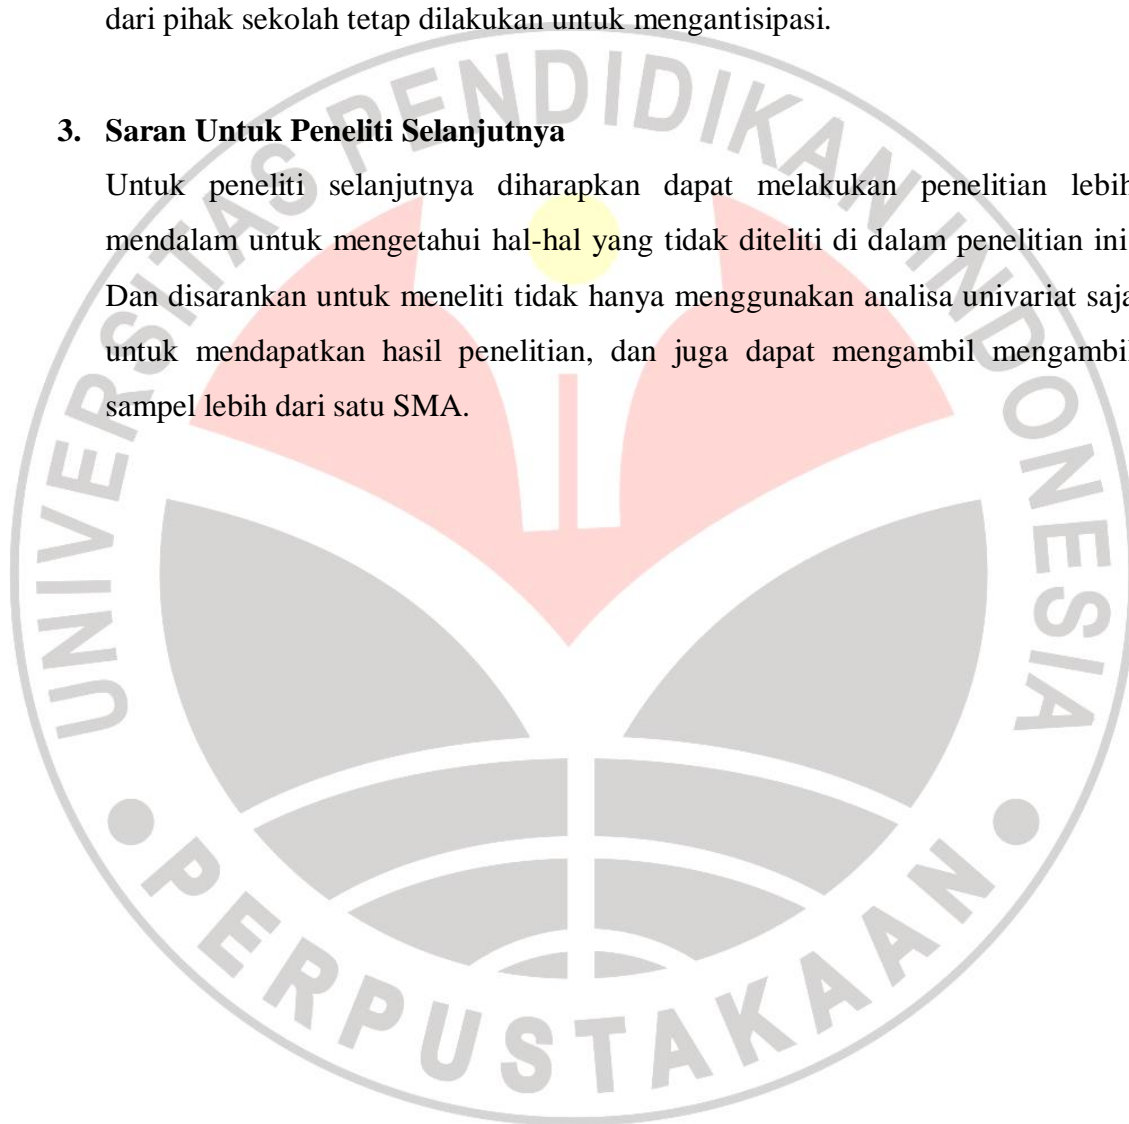 dari pihak sekolah tetap dilakukan untuk mengantisipasi.
3. Saran Untuk Peneliti Selanjutnya
Untuk peneliti selanjutnya diharapkan dapat melakukan penelitian lebih
mendalam untuk mengetahui hal-hal yang tidak diteliti di dalam penelitian ini
Dan disarankan untuk meneliti tidak hanya menggunakan analisa univariat saja
untuk mendapatkan hasil penelitian, dan juga dapat mengambil mengambil
sampel lebih dari satu SMA.
UNIVERSITAS PENDIDIKAN INDONESIA
PERPUSTAKAAN